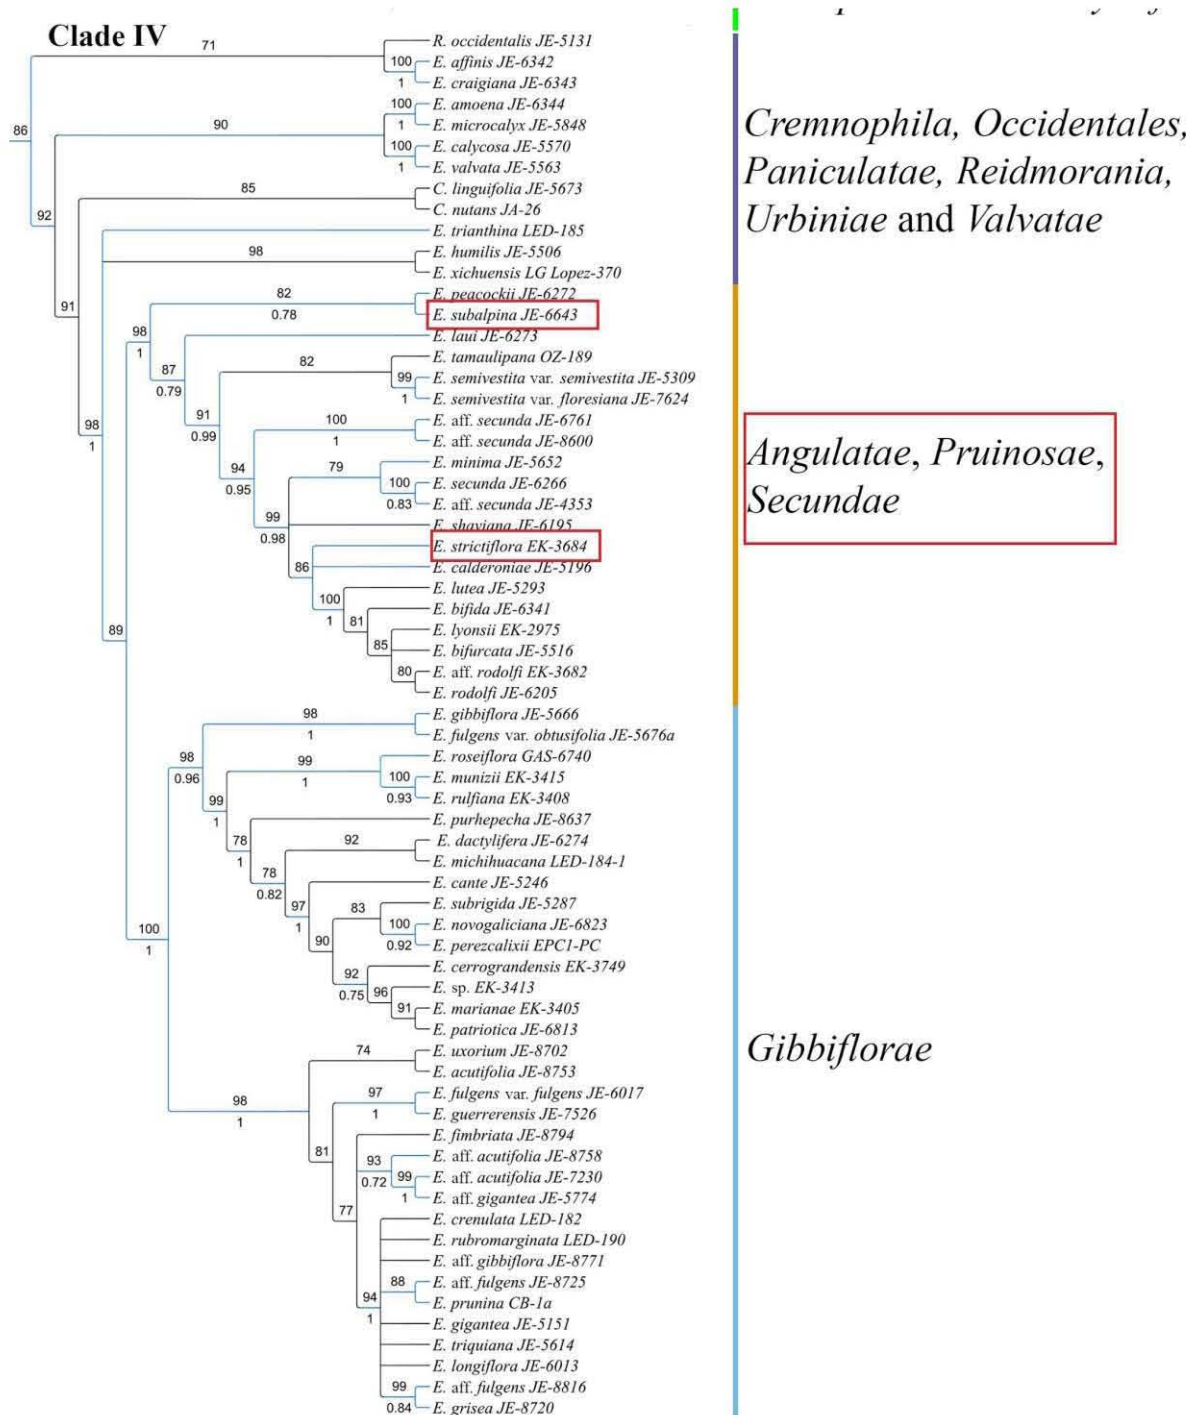 Clade IV
71
R. occidentalis JE-5131
100
E. affinis JE-6342
1
E. craigiana JE-6343
86
90
100
E. amoena JE-6344
1
E. microcalyx JE-5848
100
E. calycosa JE-5570
1
E. valvata JE-5563
Cremnophila, Occidentales,
Paniculatae, Reidmorania,
Urbiniae and Valvatae
92
85
C. linguifolia JE-5673
C. nutans JA-26
E. trianthina LED-185
91
98
E. humilis JE-5506
E. xichuensis LG Lopez-370
98
1
82
0.78
E. peacockii JE-6272
E. subalpina JE-6643
98
1
E. laui JE-6273
87
0.79
82
E. tamaulipana OZ-189
99
E. semivestita var. semivestita JE-5309
1
E. semivestita var. floresiana JE-7624
91
0.99
100
1
E. aff. secunda JE-6761
E. aff. secunda JE-8600
Angulatae, Pruinosae,
Secundae
94
0.95
79
E. minima JE-5652
100
E. secunda JE-6266
0.83
E. aff. secunda JE-4353
99
0.98
E. shaviana JE-6195
E. strictiflora EK-3684
86
E. calderoniae JE-5196
100
1
E. lutea JE-5293
81
E. bifida JE-6341
85
E. lyonsii EK-2975
E. bifurcata JE-5516
80
E. aff. rodolfi EK-3682
E. rodolfi JE-6205
89
98
1
E. gibbiflora JE-5666
E. fulgens var. obtusifolia JE-5676a
98
0.96
99
1
E. roseiflora GAS-6740
100
E. munizii EK-3415
0.93
E. rulfiana EK-3408
99
1
E. purhepecha JE-8637
78
1
92
E. dactylifera JE-6274
E. michihuacana LED-184-1
78
0.82
E. cante JE-5246
97
1
83
E. subrigida JE-5287
100
E. novogaliciana JE-6823
0.92
E. perezcalixii EPC1-PC
90
92
0.75
E. cerrograndensis EK-3749
96
E. sp. EK-3413
91
E. marianae EK-3405
E. patriotica JE-6813
100
1
Gibbiflorae
74
E. uxorium JE-8702
E. acutifolia JE-8753
98
1
97
1
E. fulgens var. fulgens JE-6017
E. guerrerensis JE-7526
81
E. fimbriata JE-8794
93
0.72
E. aff. acutifolia JE-8758
99
1
E. aff. acutifolia JE-7230
E. aff. gigantea JE-5774
77
E. crenulata LED-182
E. rubromarginata LED-190
E. aff. gibbiflora JE-8771
94
1
88
E. aff. fulgens JE-8725
E. prunina CB-1a
E. gigantea JE-5151
E. triquiana JE-5614
E. longiflora JE-6013
99
0.84
E. aff. fulgens JE-8816
E. grisea JE-8720